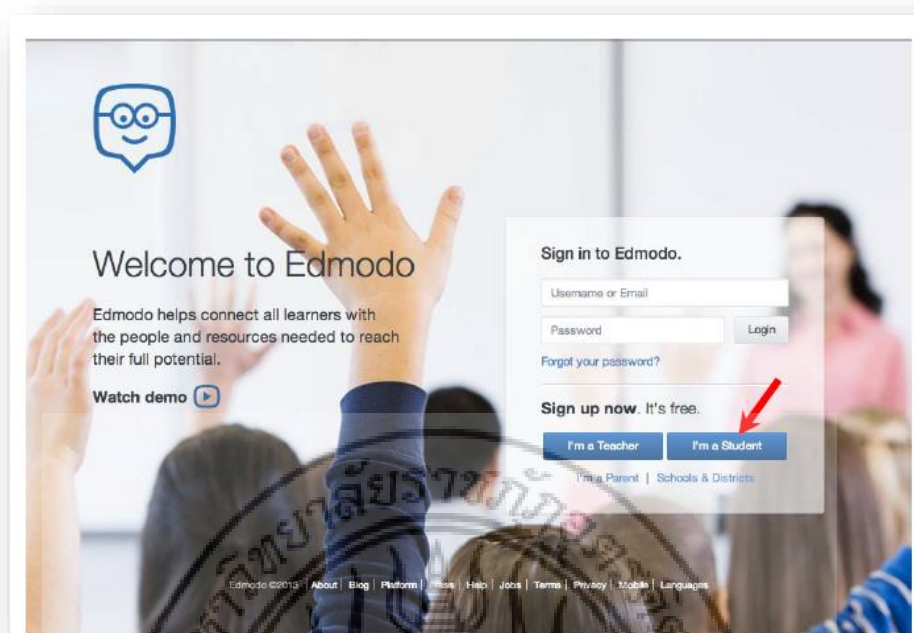 Welcome to Edmodo
Edmodo helps connect all learners with
the people and resources needed to reach
their full potential.
Watch demo
Sign in to Edmodo.
Username or Email
Password
Login
Forgot your password?
Sign up now. It's free.
I'm a Teacher
I'm a Student
I'm a Parent | Schools & Districts
Edmodo ©2013 | About | Blog | Platform | Press | Help | Jobs | Terms | Privacy | Mobile | Languages